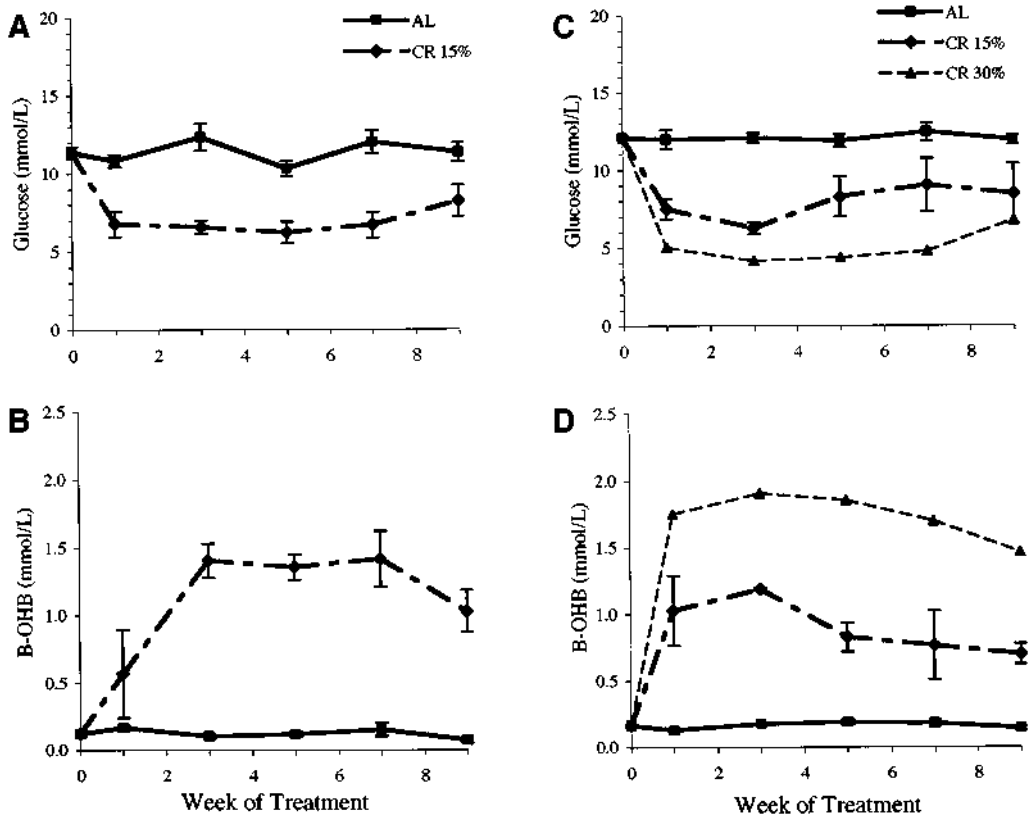 A
20
15
10
5
0
Glucose (mmol/L)
AL
CR 15%
0 2 4 6 8
C
20
15
10
5
0
Glucose (mmol/L)
AL
CR 15%
CR 30%
0 2 4 6 8
B
2.5
2.0
1.5
1.0
0.5
0.0
B-OHB (mmol/L)
0 2 4 6 8
Week of Treatment
D
2.5
2.0
1.5
1.0
0.5
0.0
B-OHB (mmol/L)
0 2 4 6 8
Week of Treatment